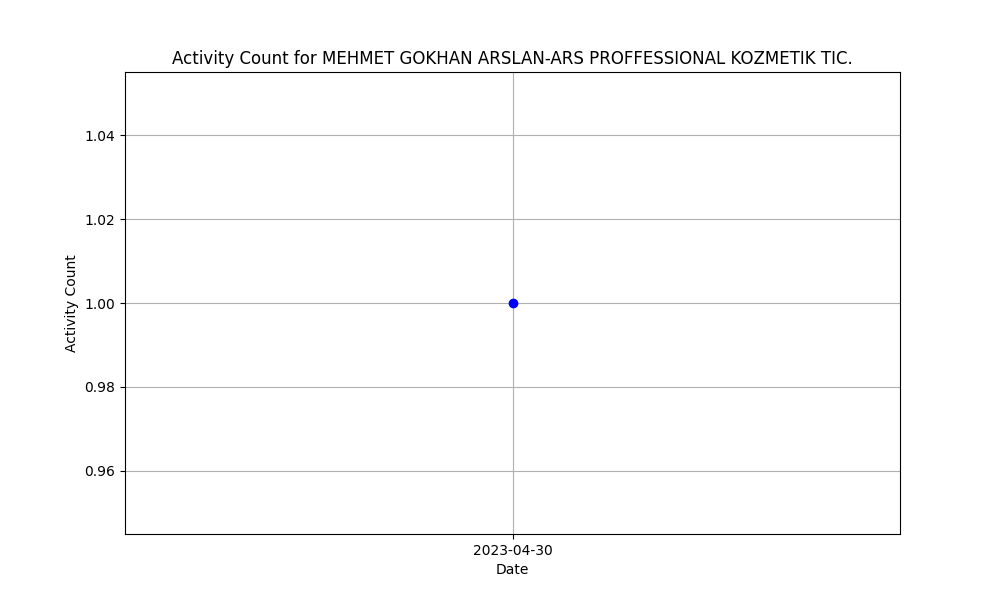 Activity Count for MEHMET GOKHAN ARSLAN-ARS PROFFESSIONAL KOZMETIK TIC.
1.04
1.02
1.00
0.98
0.96
Activity Count
2023-04-30
Date